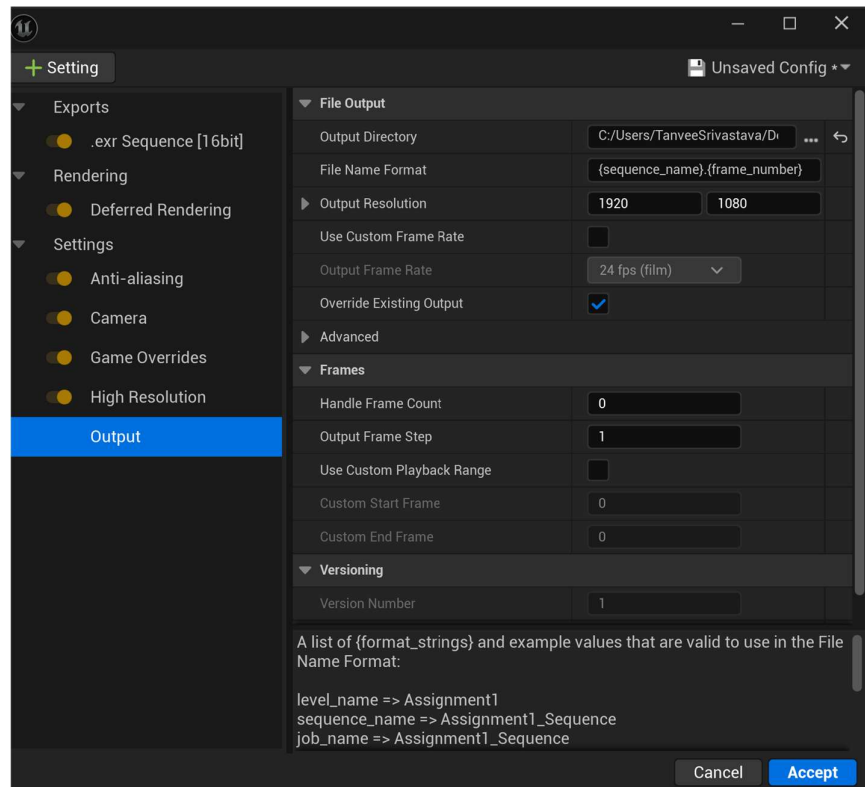 Setting
Unsaved Config *
Exports
.exr Sequence [16bit]
Rendering
Deferred Rendering
Settings
Anti-aliasing
Camera
Game Overrides
High Resolution
Output
File Output
Output Directory C:/Users/TanveeSrivastava/D ...
File Name Format {sequence_name}.{frame_number}
Output Resolution 1920 1080
Use Custom Frame Rate
Output Frame Rate 24 fps (film)
Override Existing Output
Advanced
Frames
Handle Frame Count 0
Output Frame Step 1
Use Custom Playback Range
Custom Start Frame 0
Custom End Frame 0
Versioning
Version Number 1
A list of {format_strings} and example values that are valid to use in the File
Name Format:
level_name => Assignment1
sequence_name => Assignment1_Sequence
job_name => Assignment1_Sequence
Cancel Accept